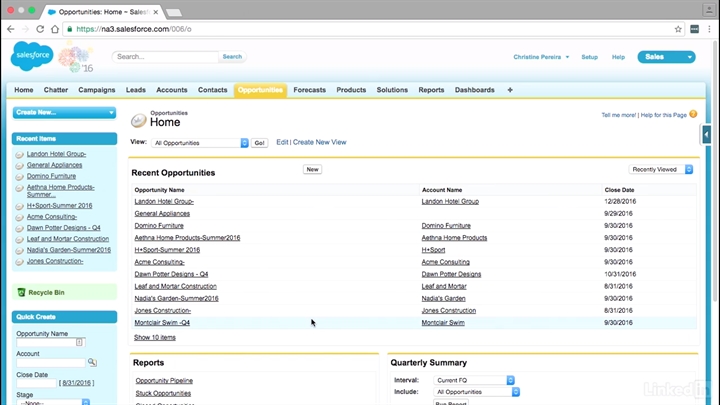 Opportunities: Home ~ Salesf
https://na3.salesforce.com/006/o
salesforce
'16
Search...
Search
Christine Pereira
Setup
Help
Sales
Home
Chatter
Campaigns
Leads
Accounts
Contacts
Opportunities
Forecasts
Products
Solutions
Reports
Dashboards
+
Create New...
Recent Items
Landon Hotel Group-
General Appliances
Domino Furniture
Aethna Home Products-
Summer...
H+Sport-Summer 2016
Acme Consulting-
Dawn Potter Designs - Q4
Leaf and Mortar Construction
Nadia's Garden-Summer2016
Jones Construction-
Recycle Bin
Quick Create
Opportunity Name
Account
Close Date
[ 8/31/2016 ]
Stage
--None--
Opportunities
Home
Tell me more! | Help for this Page
View: All Opportunities Go! Edit | Create New View
Recent Opportunities New Recently Viewed
Opportunity Name Account Name Close Date
Landon Hotel Group- Landon Hotel Group 12/28/2016
General Appliances 9/29/2016
Domino Furniture Domino Furniture 9/30/2016
Aethna Home Products-Summer2016 Aethna Home Products 9/30/2016
H+Sport-Summer 2016 H+Sport 9/30/2016
Acme Consulting- Acme Consulting 9/30/2016
Dawn Potter Designs - Q4 Dawn Potter Designs 10/31/2016
Leaf and Mortar Construction Leaf and Mortar 8/31/2016
Nadia's Garden-Summer2016 Nadia's Garden 9/30/2016
Jones Construction- Jones Construction 8/31/2016
Montclair Swim -Q4 Montclair Swim 9/30/2016
Show 10 items
Reports
Opportunity Pipeline
Stuck Opportunities
Quarterly Summary
Interval: Current FQ
Include: All Opportunities
Run Report
LinkedIn